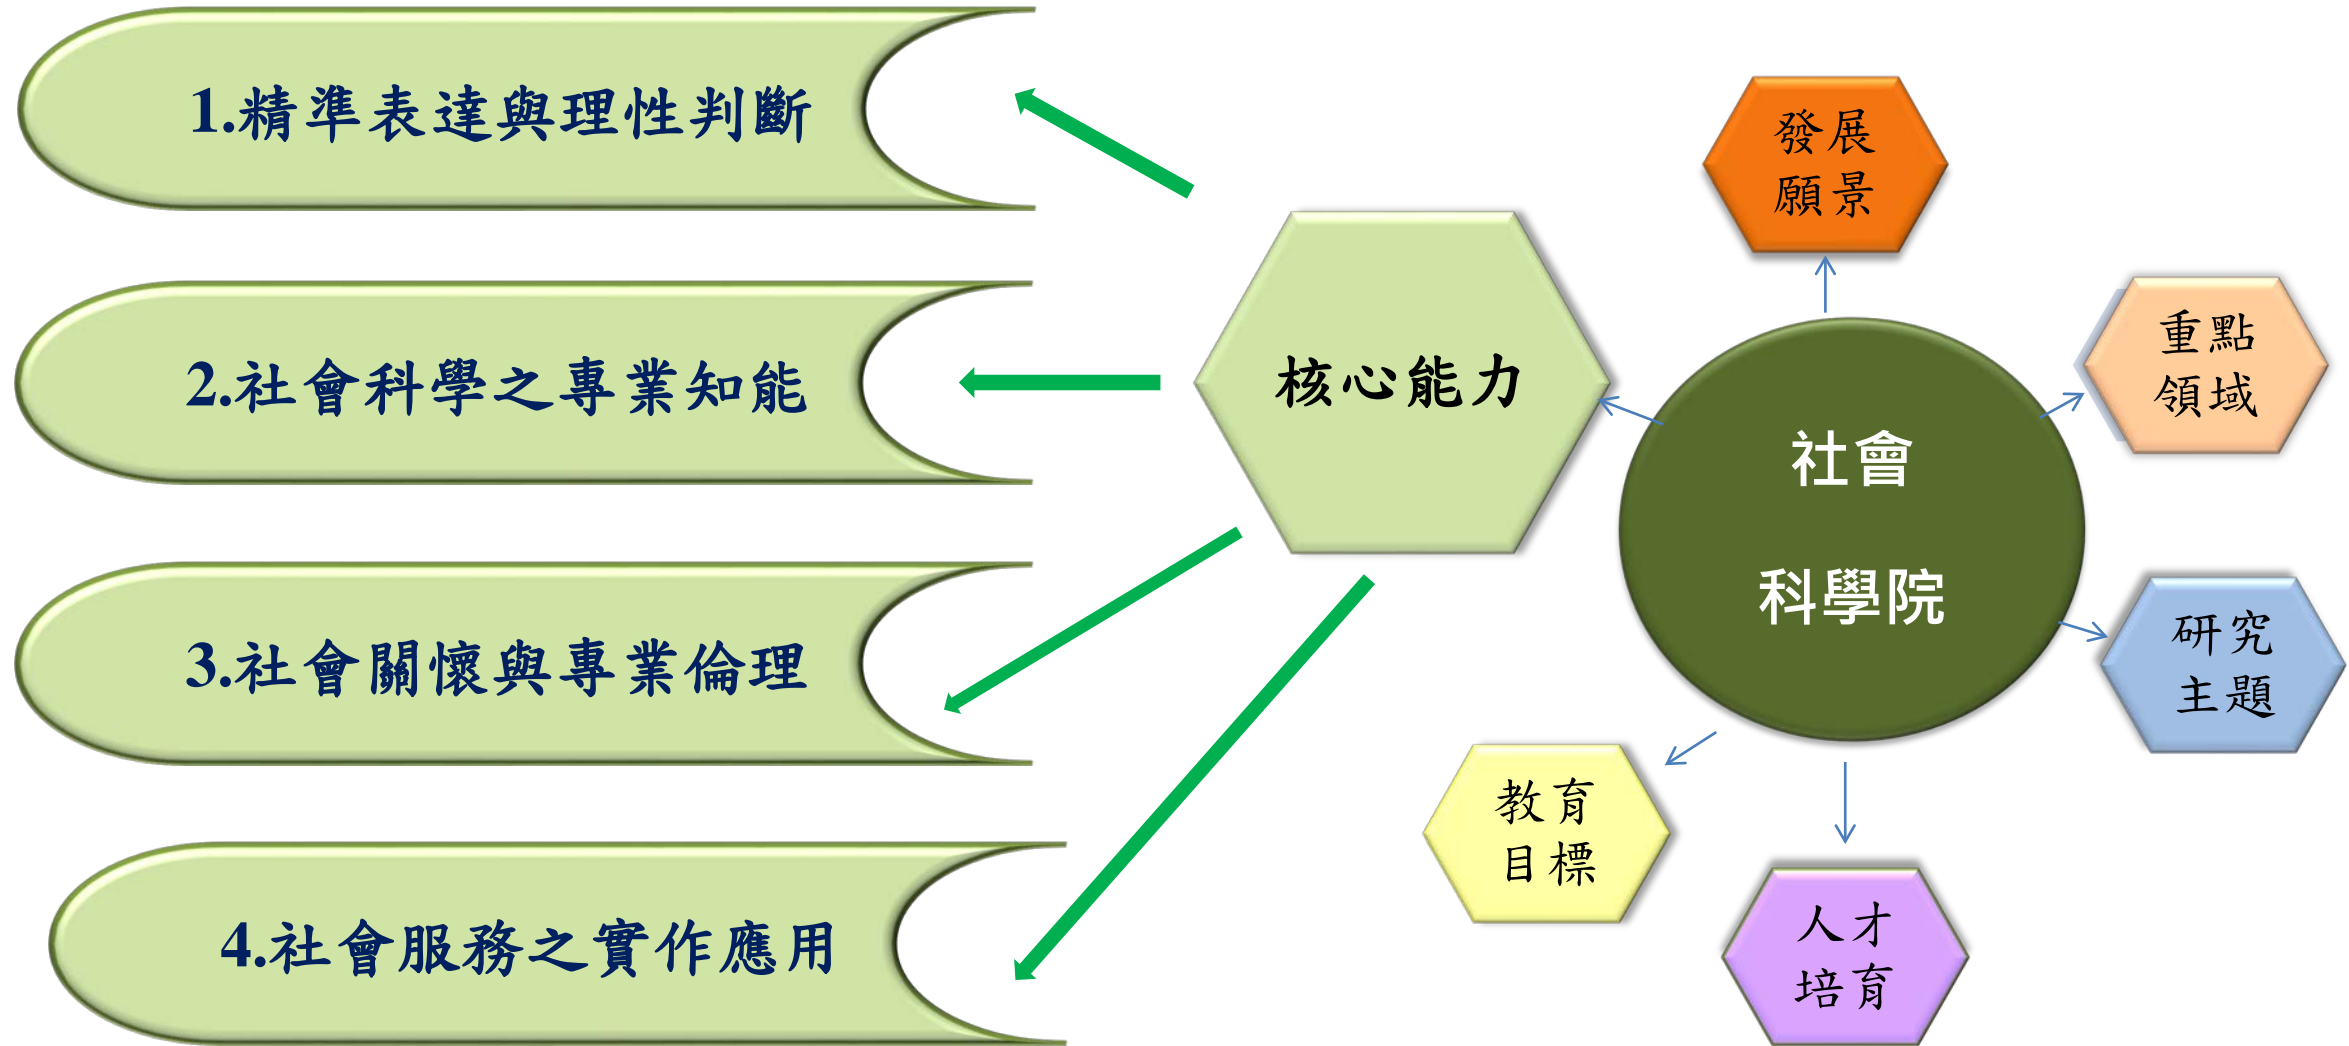 1.精準表達與理性判斷
2.社會科學之專業知能
3.社會關懷與專業倫理
4.社會服務之實作應用
核心能力
社會
科學院
發展
願景
重點
領域
研究
主題
人才
培育
教育
目標